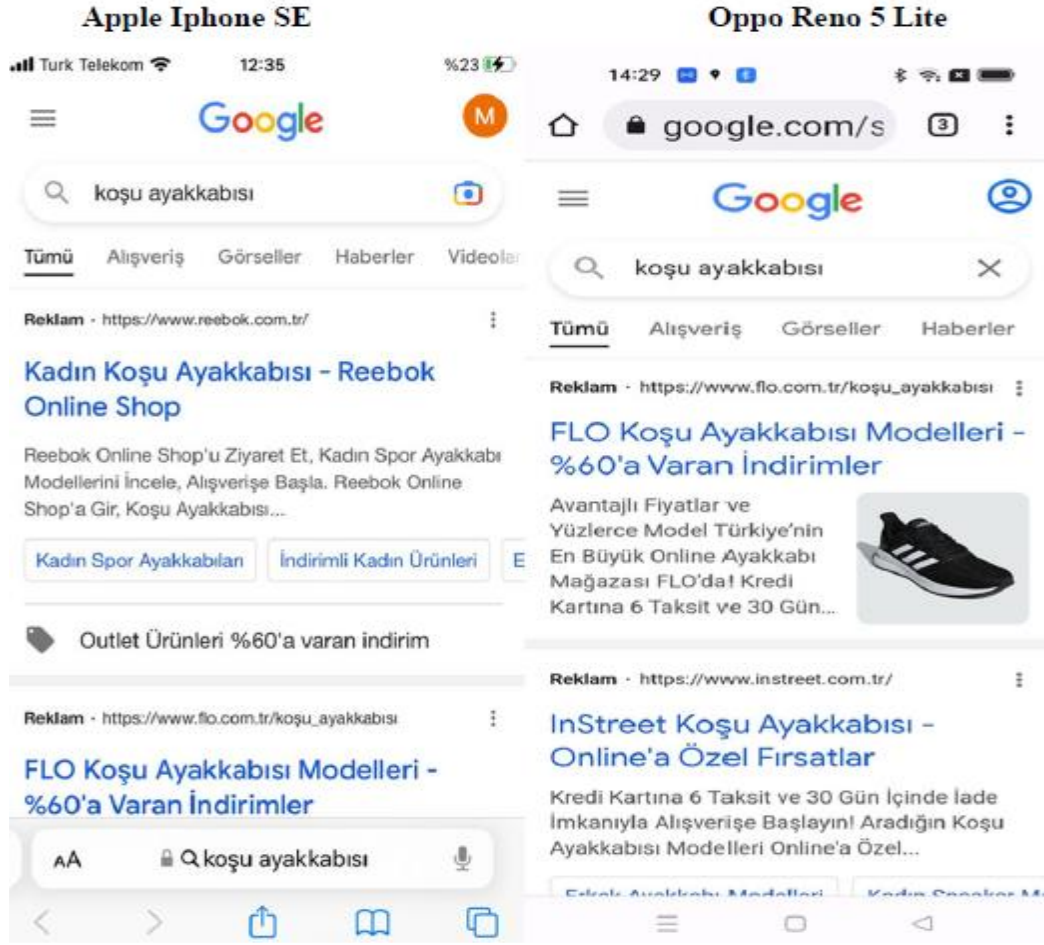 Apple Iphone SE
Turk Telekom 12:35 %23
Google M
koşu ayakkabısı
Tümü Alışveriş Görseller Haberler Videolar
Reklam · https://www.reebok.com.tr/
Kadın Koşu Ayakkabısı - Reebok
Online Shop
Reebok Online Shop'u Ziyaret Et, Kadın Spor Ayakkabı
Modellerini İncele, Alışverişe Başla. Reebok Online
Shop'a Gir, Koşu Ayakkabısı...
Kadın Spor Ayakkabıları İndirimli Kadın Ürünleri E
Outlet Ürünleri %60'a varan indirim
Reklam · https://www.flo.com.tr/koşu_ayakkabısı
FLO Koşu Ayakkabısı Modelleri -
%60'a Varan İndirimler
AA koşu ayakkabısı
Oppo Reno 5 Lite
14:29
google.com/s 3
Google
koşu ayakkabısı
Tümü Alışveriş Görseller Haberler
Reklam · https://www.flo.com.tr/koşu_ayakkabısı
FLO Koşu Ayakkabısı Modelleri -
%60'a Varan İndirimler
Avantajlı Fiyatlar ve
Yüzlerce Model Türkiye'nin
En Büyük Online Ayakkabı
Mağazası FLO'da! Kredi
Kartına 6 Taksit ve 30 Gün...
Reklam · https://www.instreet.com.tr/
InStreet Koşu Ayakkabısı -
Online'a Özel Fırsatlar
Kredi Kartına 6 Taksit ve 30 Gün İçinde İade
İmkanıyla Alışverişe Başlayın! Aradığın Koşu
Ayakkabısı Modelleri Online'a Özel...
Erkek Ayakkabı Modelleri Kadın Sneaker M